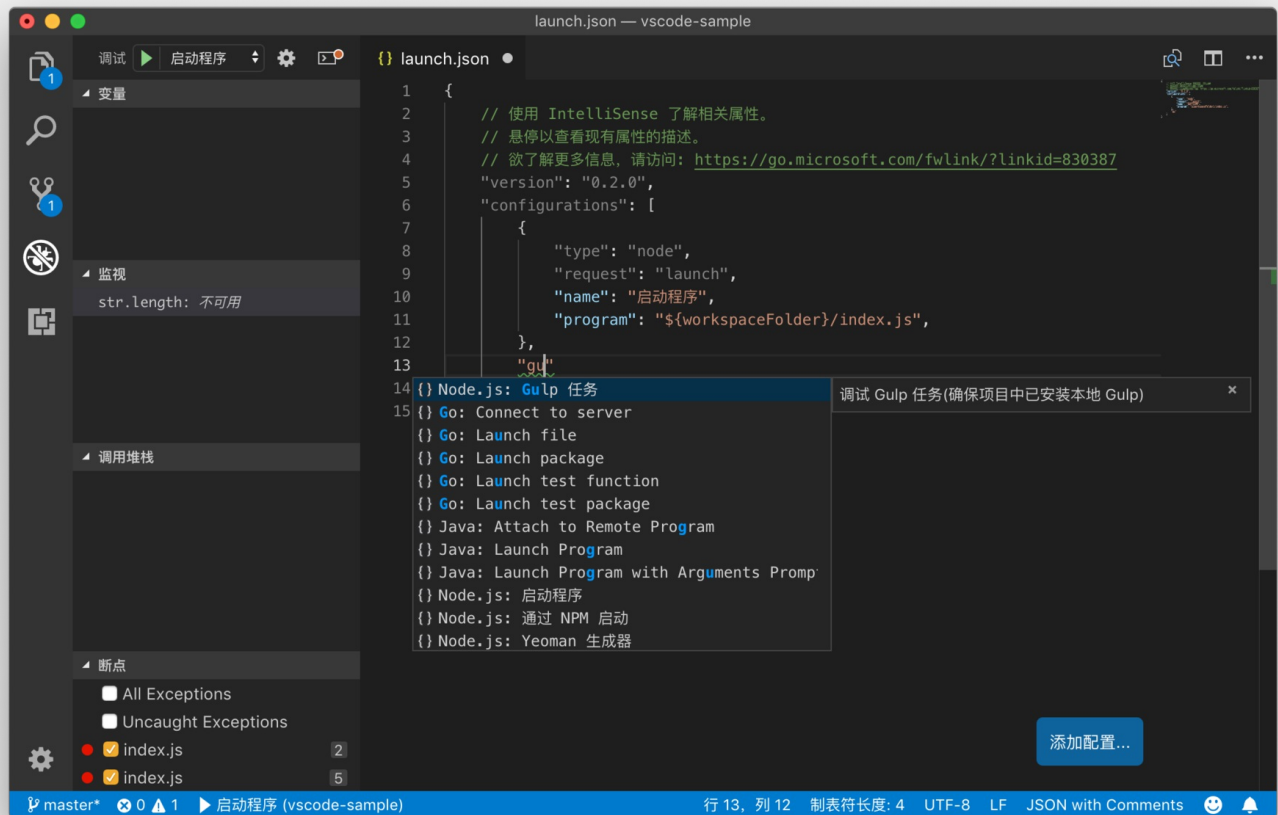 launch.json — vscode-sample
调试 启动程序
{} launch.json
1
1
变量
监视
str.length: 不可用
调用堆栈
断点
All Exceptions
Uncaught Exceptions
index.js 2
index.js 5
1 {
2 // 使用 IntelliSense 了解相关属性。
3 // 悬停以查看现有属性的描述。
4 // 欲了解更多信息，请访问: https://go.microsoft.com/fwlink/?linkid=830387
5 "version": "0.2.0",
6 "configurations": [
7 {
8 "type": "node",
9 "request": "launch",
10 "name": "启动程序",
11 "program": "${workspaceFolder}/index.js",
12 },
13 "gu"
14
15
{} Node.js: Gulp 任务
调试 Gulp 任务(确保项目中已安装本地 Gulp)
{} Go: Connect to server
{} Go: Launch file
{} Go: Launch package
{} Go: Launch test function
{} Go: Launch test package
{} Java: Attach to Remote Program
{} Java: Launch Program
{} Java: Launch Program with Arguments Promp
{} Node.js: 启动程序
{} Node.js: 通过 NPM 启动
{} Node.js: Yeoman 生成器
添加配置...
master* 0 1 启动程序 (vscode-sample) 行 13，列 12 制表符长度: 4 UTF-8 LF JSON with Comments